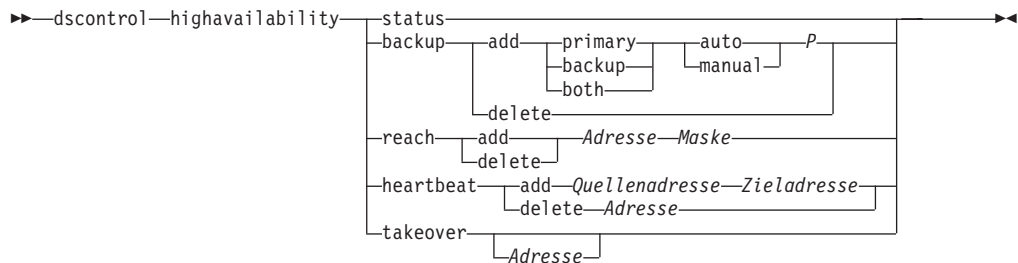 dscontrol highavailability status
backup add primary auto P
backup manual
both
delete
reach add Adresse Maske
delete
heartbeat add Quellenadresse Zieladresse
delete Adresse
takeover
Adresse